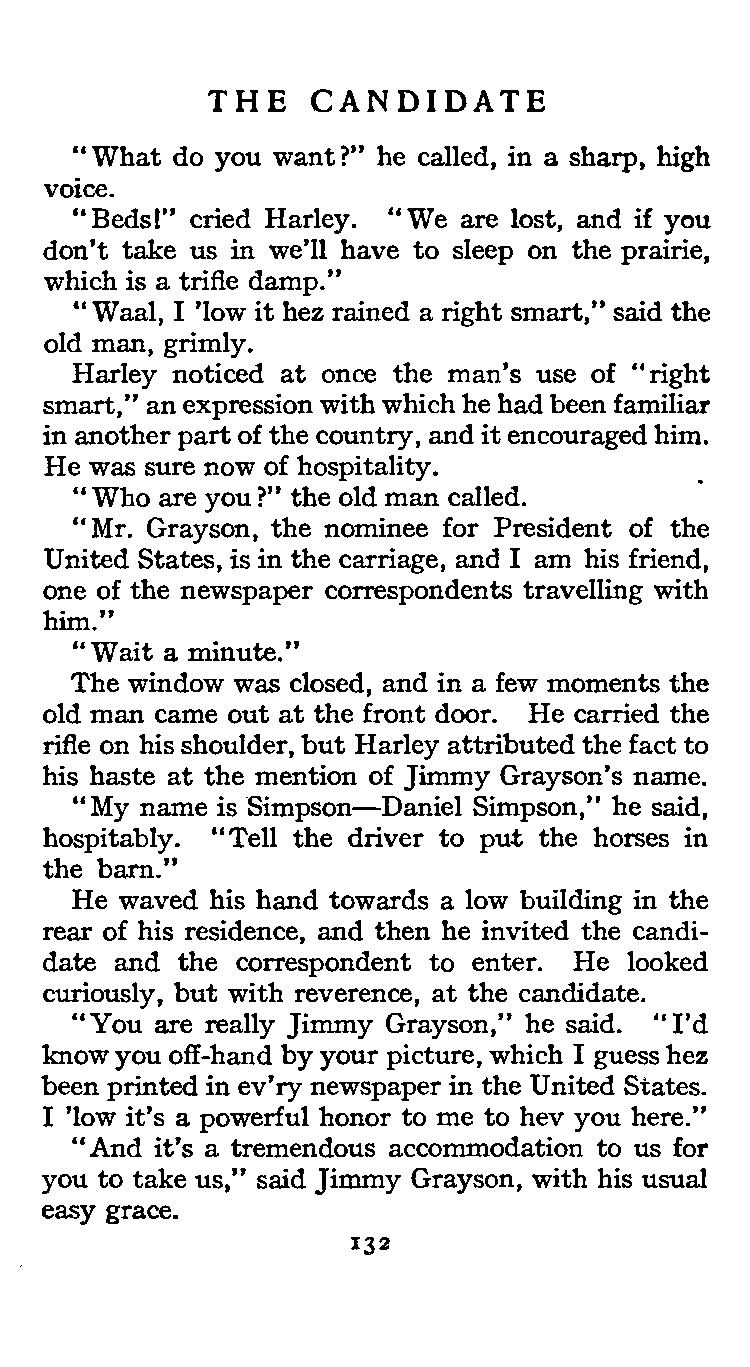 THE CANDIDATE
"What do you want?" he called, in a sharp, high
voice.
"Beds!" cried Harley. "We are lost, and if you
don't take us in we'll have to sleep on the prairie,
which is a trifle damp."
"Waal, I 'low it hez rained a right smart," said the
old man, grimly.
Harley noticed at once the man's use of "right
smart," an expression with which he had been familiar
in another part of the country, and it encouraged him.
He was sure now of hospitality.
"Who are you?" the old man called.
"Mr. Grayson, the nominee for President of the
United States, is in the carriage, and I am his friend,
one of the newspaper correspondents travelling with
him."
"Wait a minute."
The window was closed, and in a few moments the
old man came out at the front door. He carried the
rifle on his shoulder, but Harley attributed the fact to
his haste at the mention of Jimmy Grayson's name.
"My name is Simpson—Daniel Simpson," he said,
hospitably. "Tell the driver to put the horses in
the barn."
He waved his hand towards a low building in the
rear of his residence, and then he invited the candi-
date and the correspondent to enter. He looked
curiously, but with reverence, at the candidate.
"You are really Jimmy Grayson," he said. "I'd
know you off-hand by your picture, which I guess hez
been printed in ev'ry newspaper in the United States.
I 'low it's a powerful honor to me to hev you here."
"And it's a tremendous accommodation to us for
you to take us," said Jimmy Grayson, with his usual
easy grace.
132